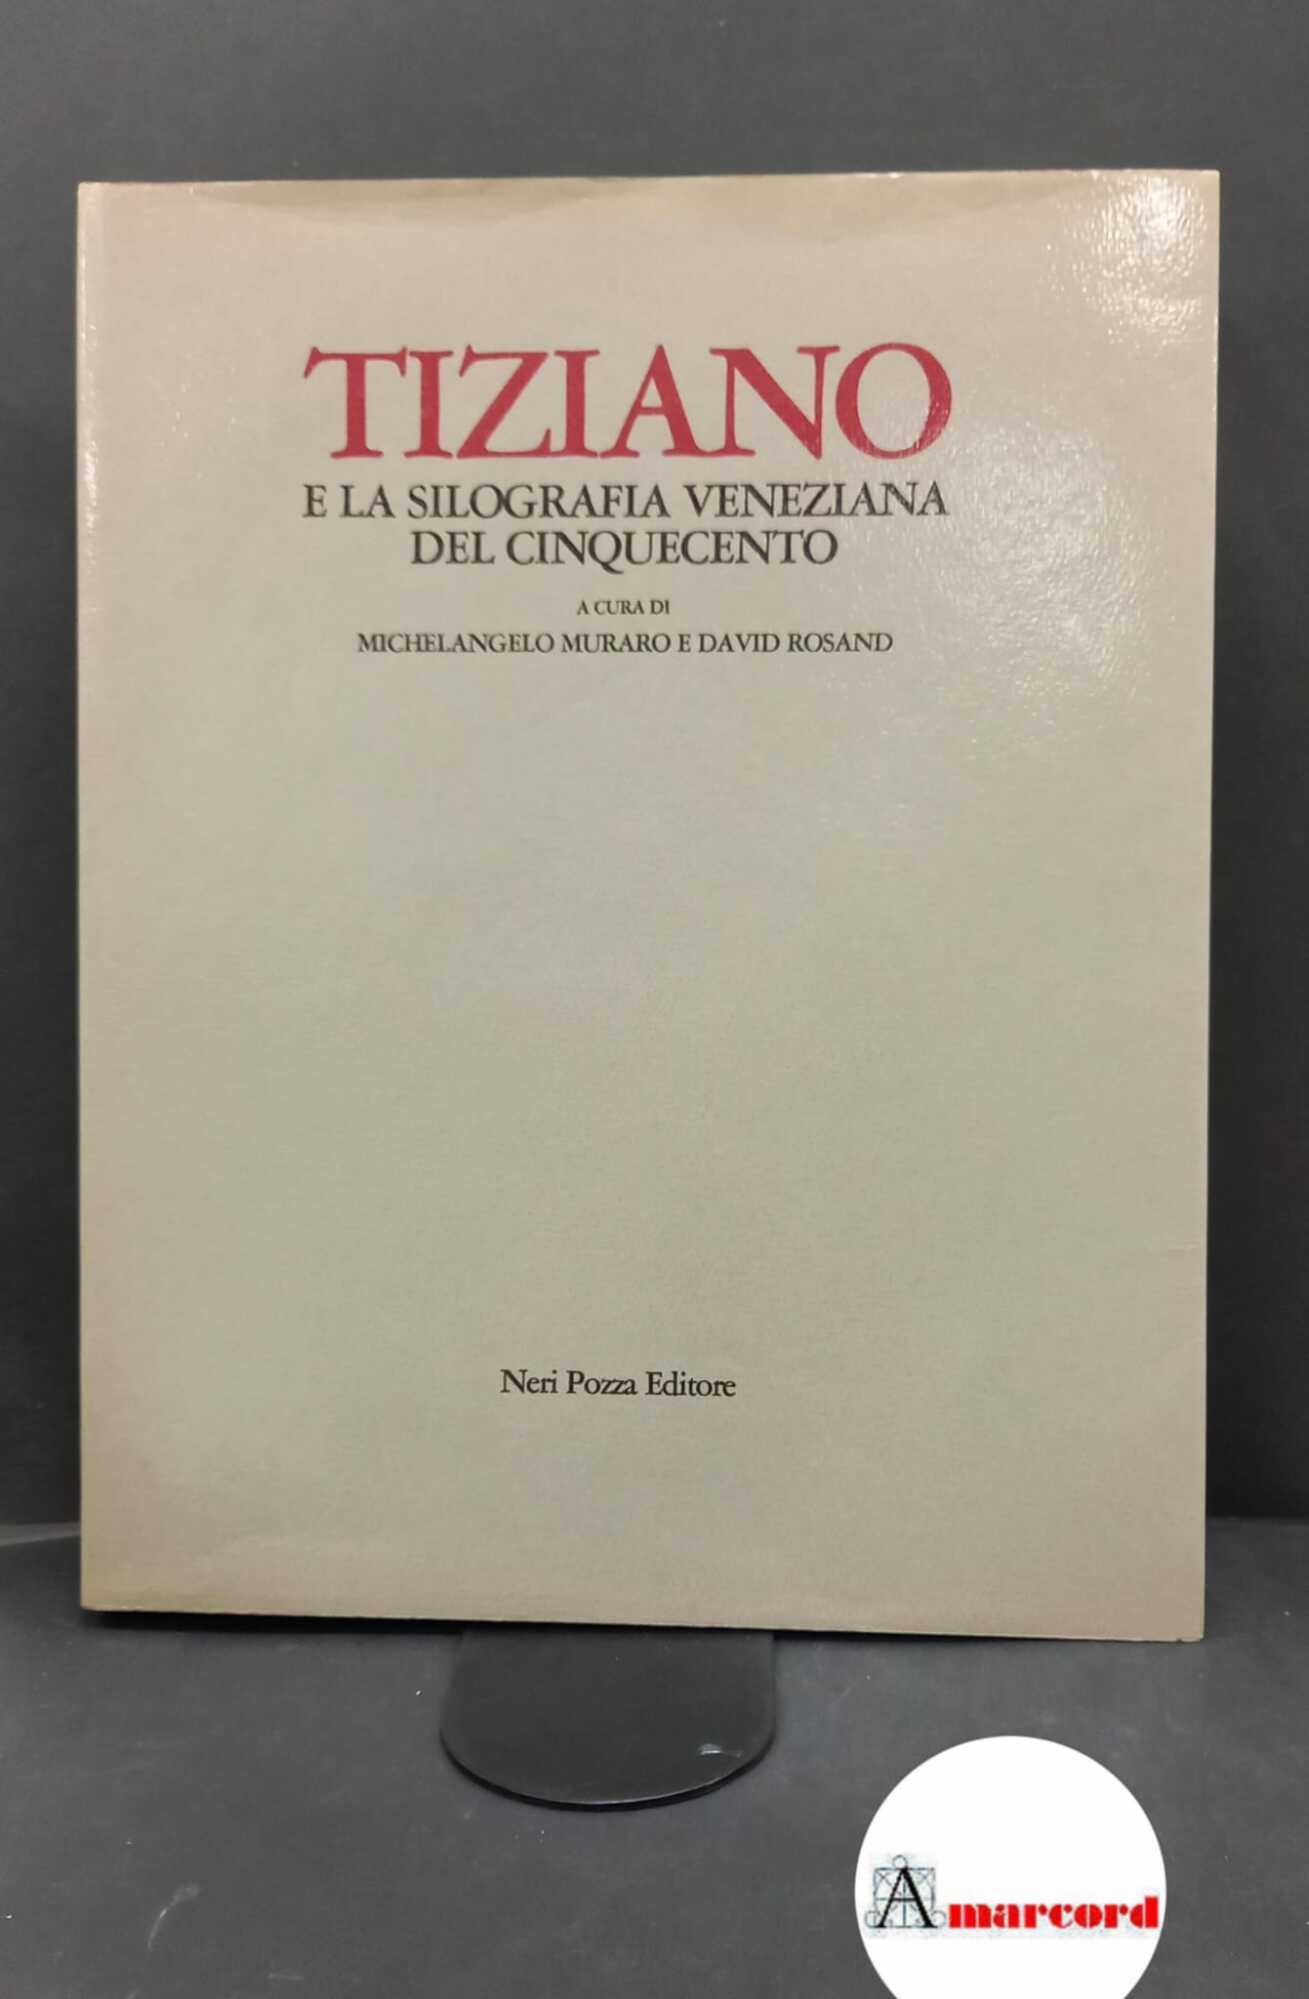 TIZIANO
E LA SILOGRAFIA VENEZIANA
DEL CINQUECENTO
A CURA DI
MICHELANGELO MURARO E DAVID ROSAND
Neri Pozza Editore
Amarcord